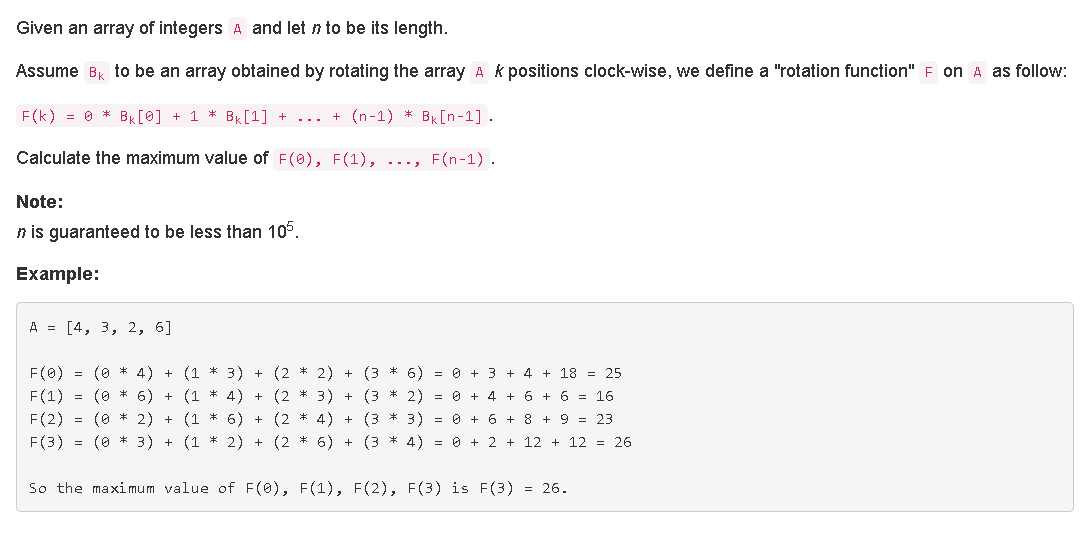 Given an array of integers A and let n to be its length.
Assume Bk to be an array obtained by rotating the array A k positions clock-wise, we define a "rotation function" F on A as follow:
F(k) = 0 * Bk[0] + 1 * Bk[1] + ... + (n-1) * Bk[n-1] .
Calculate the maximum value of F(0), F(1), ..., F(n-1) .
Note:
n is guaranteed to be less than 10⁵.
Example:
A = [4, 3, 2, 6]
F(0) = (0 * 4) + (1 * 3) + (2 * 2) + (3 * 6) = 0 + 3 + 4 + 18 = 25
F(1) = (0 * 6) + (1 * 4) + (2 * 3) + (3 * 2) = 0 + 4 + 6 + 6 = 16
F(2) = (0 * 2) + (1 * 6) + (2 * 4) + (3 * 3) = 0 + 6 + 8 + 9 = 23
F(3) = (0 * 3) + (1 * 2) + (2 * 6) + (3 * 4) = 0 + 2 + 12 + 12 = 26
So the maximum value of F(0), F(1), F(2), F(3) is F(3) = 26.